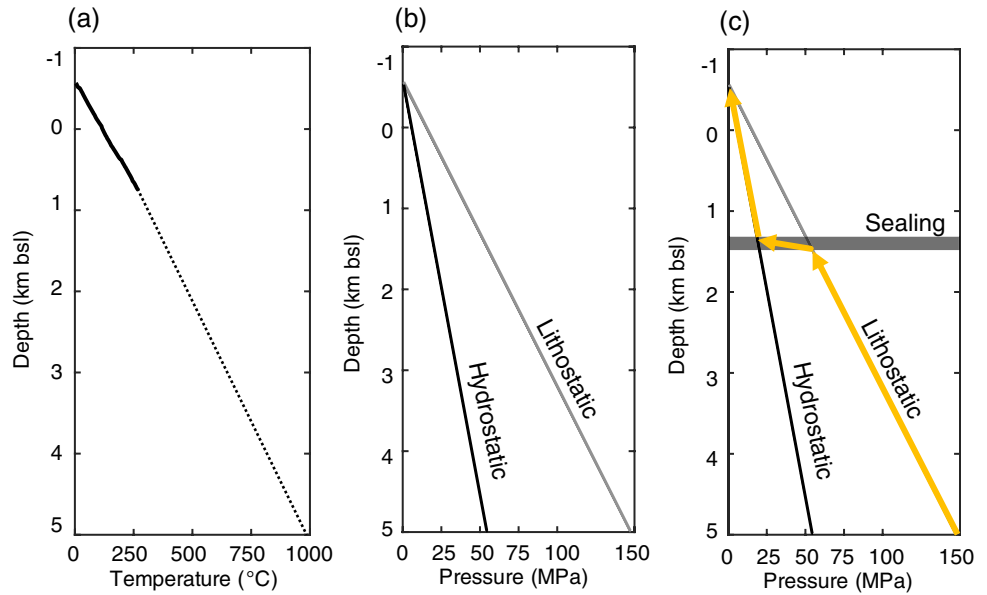 (a)
-1
0
1
2
3
4
5
Depth (km bsl)
0 250 500 750 1000
Temperature (°C)
(b)
-1
0
1
2
3
4
5
Depth (km bsl)
Hydrostatic
Lithostatic
0 25 50 75 100 150
Pressure (MPa)
(c)
-1
0
1
2
3
4
5
Depth (km bsl)
Sealing
Hydrostatic
Lithostatic
0 25 50 75 100 150
Pressure (MPa)